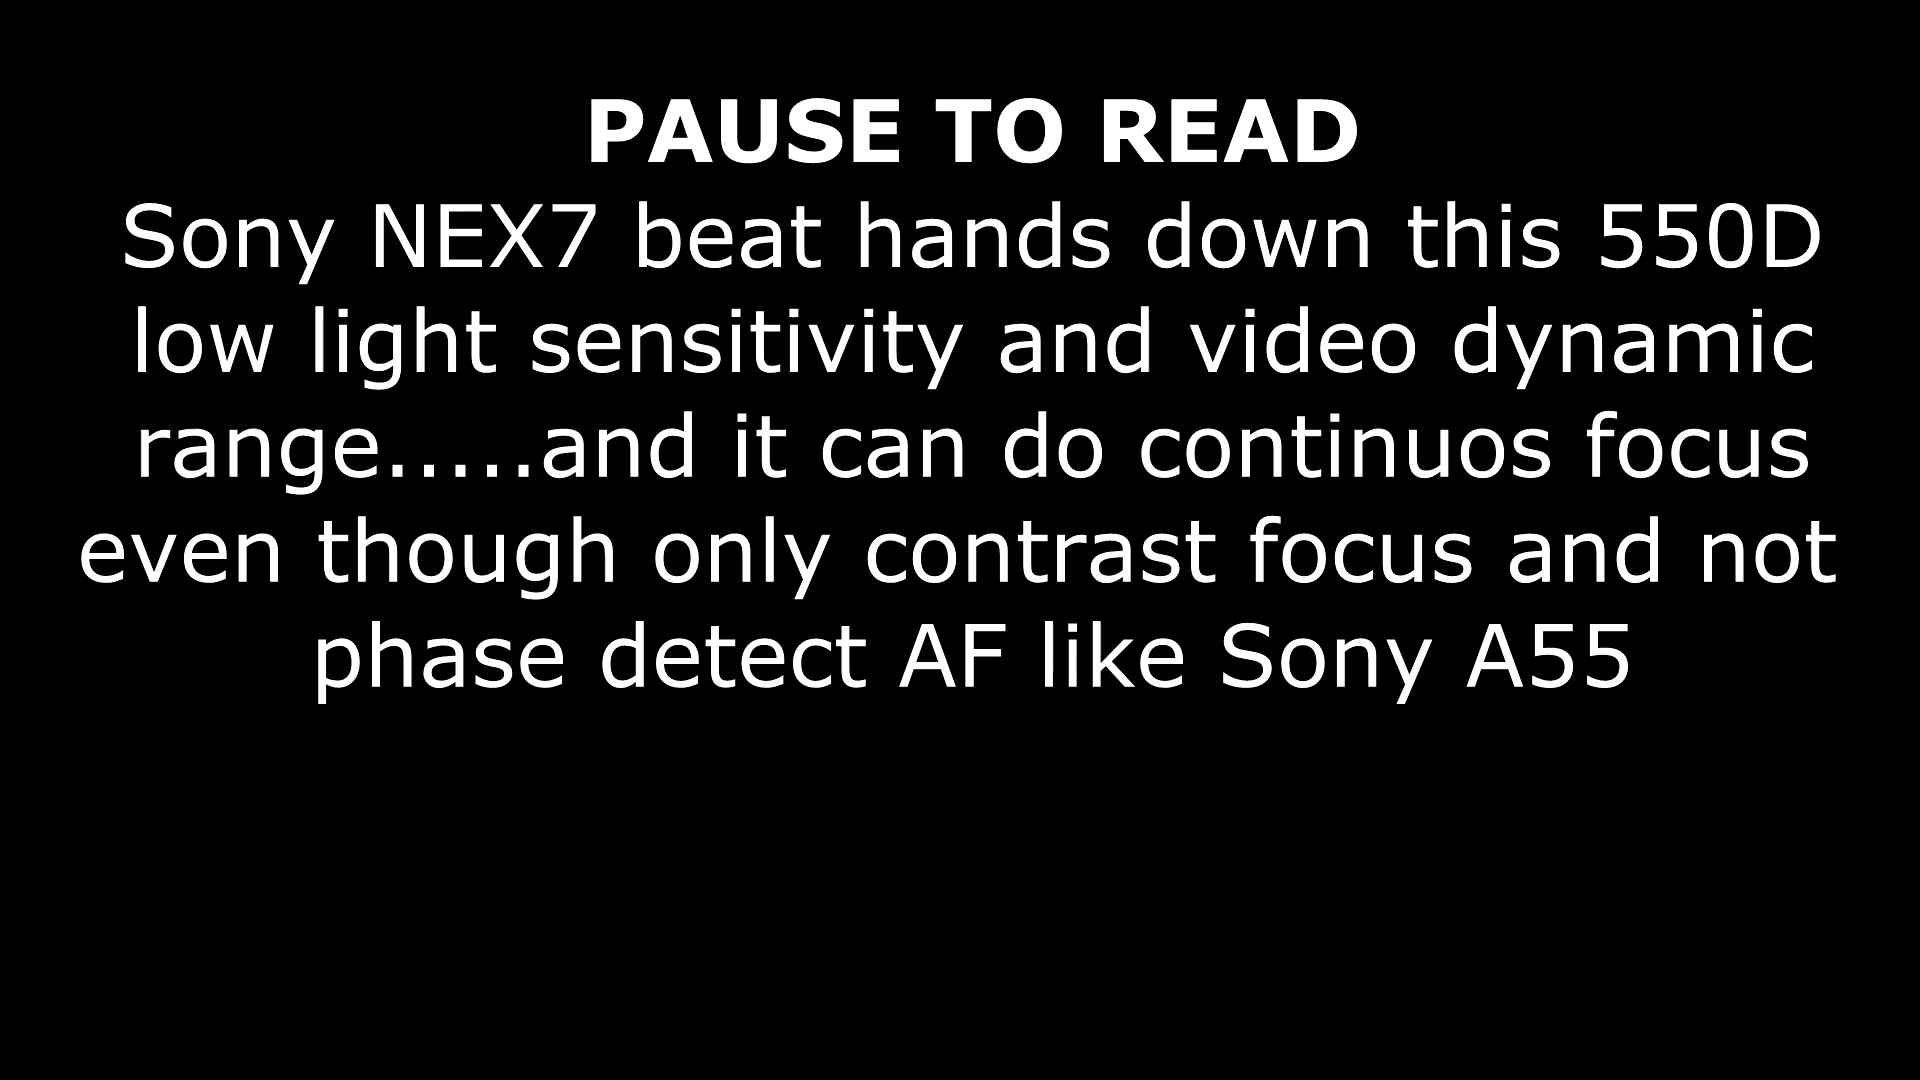 PAUSE TO READ
Sony NEX7 beat hands down this 550D
low light sensitivity and video dynamic
range.....and it can do continuos focus
even though only contrast focus and not
phase detect AF like Sony A55